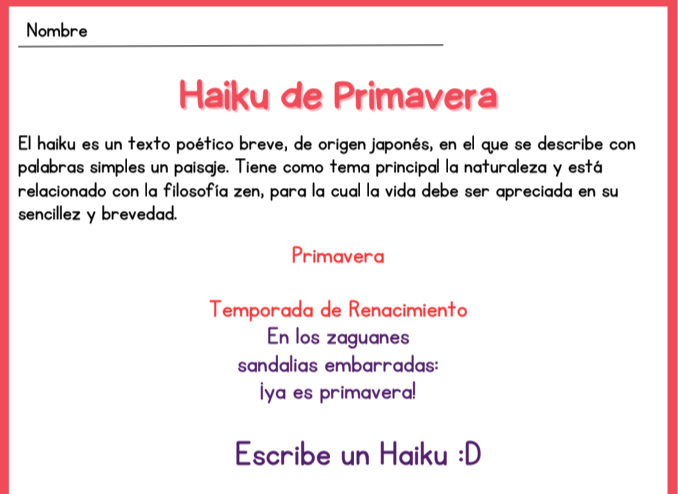 Nombre
Haiku de Primavera
El haiku es un texto poético breve, de origen japonés, en el que se describe con
palabras simples un paisaje. Tiene como tema principal la naturaleza y está
relacionado con la filosofía zen, para la cual la vida debe ser apreciada en su
sencillez y brevedad.
Primavera
Temporada de Renacimiento
En los zaguanes
sandalias embarradas:
¡ya es primavera!
Escribe un Haiku :D